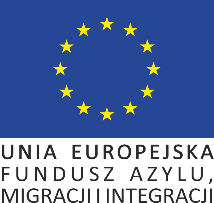 UNIA EUROPEJSKA
FUNDUSZ AZYLU,
MIGRACJI I INTEGRACJI